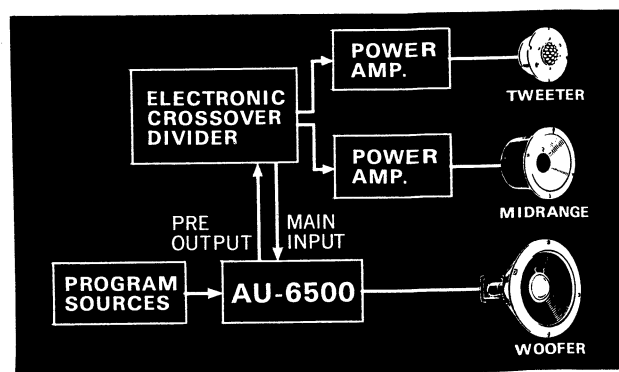 POWER
AMP.
TWEETER
ELECTRONIC
CROSSOVER
DIVIDER
POWER
AMP.
MIDRANGE
PRE
OUTPUT
MAIN
INPUT
PROGRAM
SOURCES
AU-6500
WOOFER